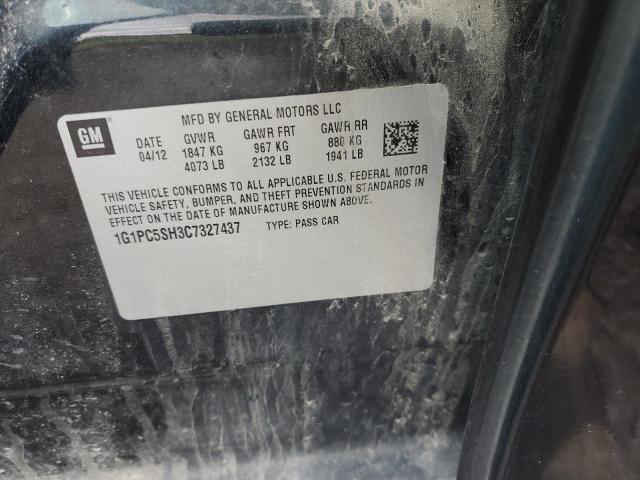 MFD BY GENERAL MOTORS LLC
GM
DATE GVWR GAWR FRT GAWR RR
04/12 1847 KG 967 KG 880 KG
4073 LB 2132 LB 1941 LB
THIS VEHICLE CONFORMS TO ALL APPLICABLE U.S. FEDERAL MOTOR
VEHICLE SAFETY, BUMPER, AND THEFT PREVENTION STANDARDS IN
EFFECT ON THE DATE OF MANUFACTURE SHOWN ABOVE.
1G1PC5SH3C7327437 TYPE: PASS CAR